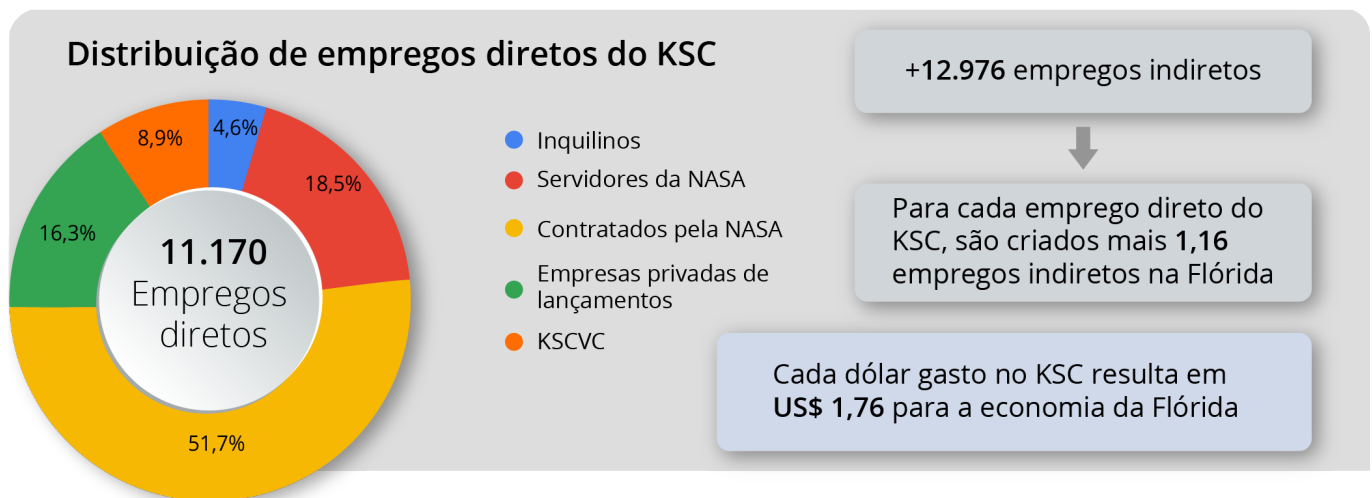 Distribuição de empregos diretos do KSC
4,6%
18,5%
51,7%
16,3%
8,9%
11.170
Empregos
diretos
Inquilinos
Servidores da NASA
Contratados pela NASA
Empresas privadas de
lançamentos
KSCVC
+12.976 empregos indiretos
Para cada emprego direto do
KSC, são criados mais 1,16
empregos indiretos na Flórida
Cada dólar gasto no KSC resulta em
US$ 1,76 para a economia da Flórida